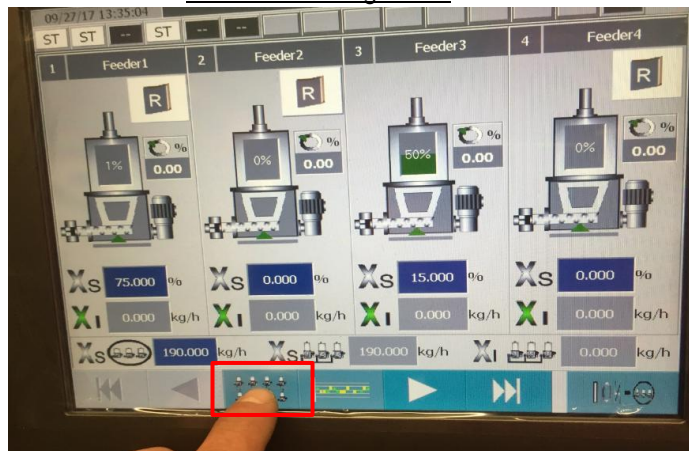 09/27/17 13:35:04
ST ST -- ST -- --
1 Feeder1 2 Feeder2 3 Feeder3 4 Feeder4
R R R
% % % %
1% 0.00 0% 0.00 50% 0.00 0% 0.00
Xs 75.000 % Xs 0.000 % Xs 15.000 % Xs 0.000 %
XI 0.000 kg/h XI 0.000 kg/h XI 0.000 kg/h XI 0.000 kg/h
Xs 190.000 kg/h Xs 190.000 kg/h XI 0.000 kg/h